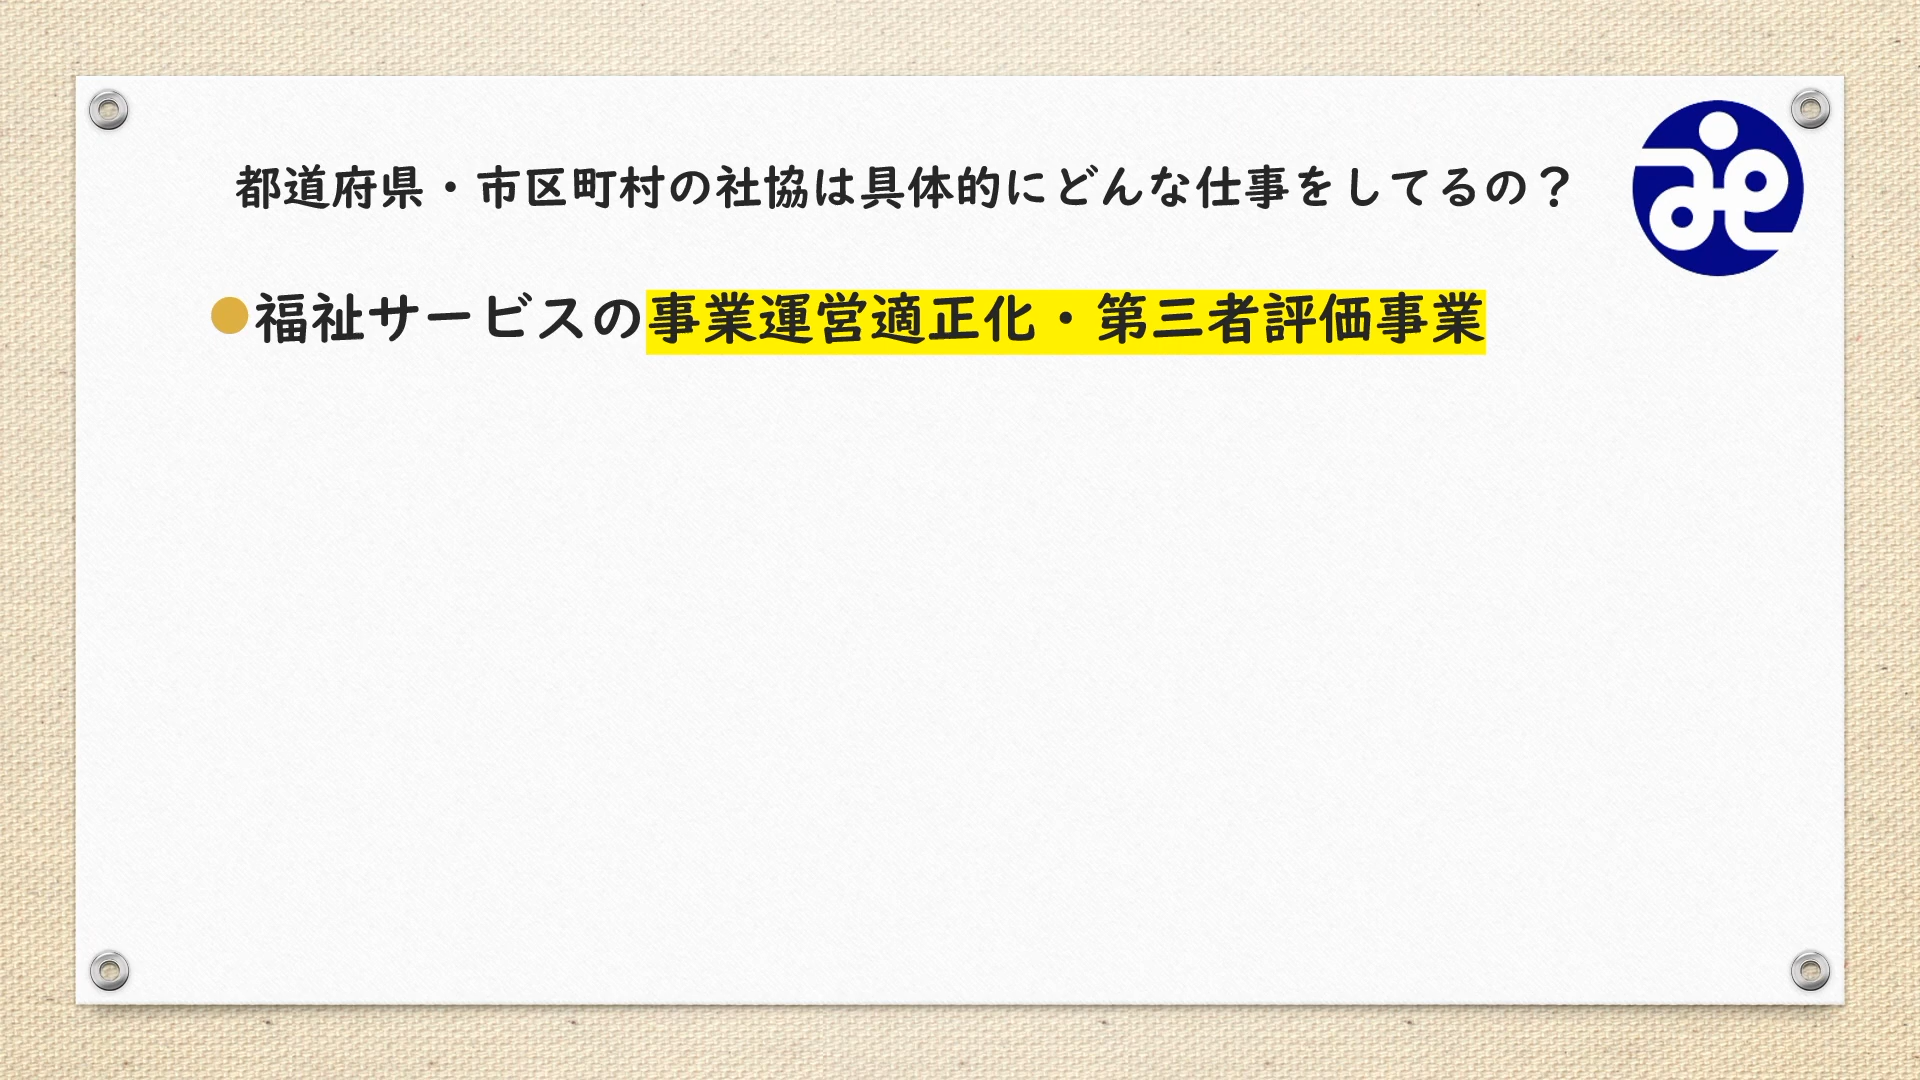 都道府県・市区町村の社協は具体的にどんな仕事をしてるの？
●福祉サービスの事業運営適正化・第三者評価事業